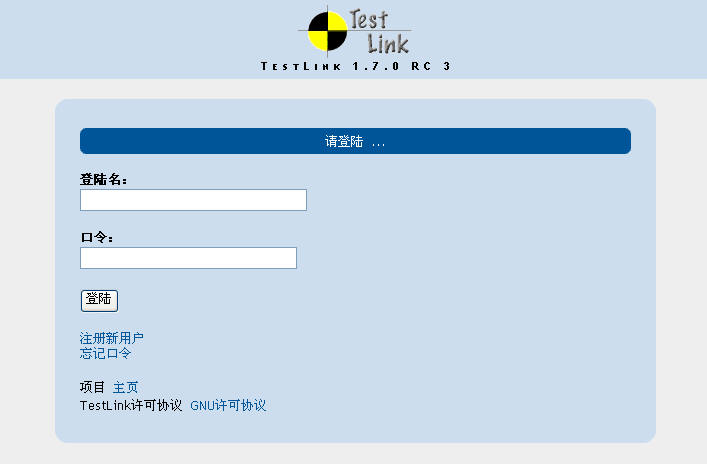 Test
Link
TestLink 1.7.0 RC 3
请登陆 ...
登陆名:
口令:
登陆
注册新用户
忘记口令
项目 主页
TestLink许可协议 GNU许可协议